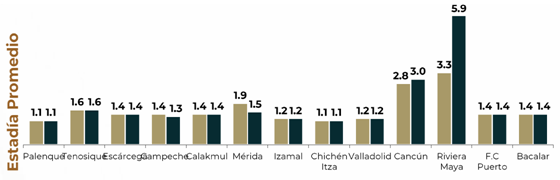 Estadía Promedio
1.1 1.1
1.6 1.6
1.4 1.4
1.4 1.3
1.4 1.4
1.9 1.5
1.2 1.2
1.1 1.1
1.2 1.2
2.8 3.0
3.3 5.9
1.4 1.4
1.4 1.4
Palenque
Tenosique
Escárcega
Campeche
Calakmul
Mérida
Izamal
Chichén
Itza
Valladolid
Cancún
Riviera
Maya
F.C
Puerto
Bacalar